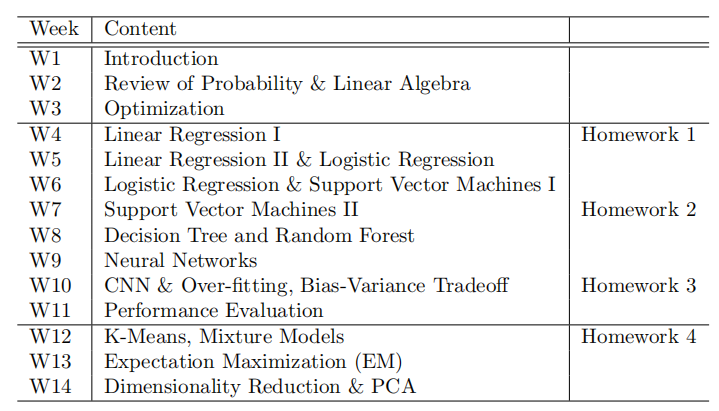 Week Content
W1 Introduction
W2 Review of Probability & Linear Algebra
W3 Optimization
W4 Linear Regression I Homework 1
W5 Linear Regression II & Logistic Regression
W6 Logistic Regression & Support Vector Machines I
W7 Support Vector Machines II Homework 2
W8 Decision Tree and Random Forest
W9 Neural Networks
W10 CNN & Over-fitting, Bias-Variance Tradeoff Homework 3
W11 Performance Evaluation
W12 K-Means, Mixture Models Homework 4
W13 Expectation Maximization (EM)
W14 Dimensionality Reduction & PCA